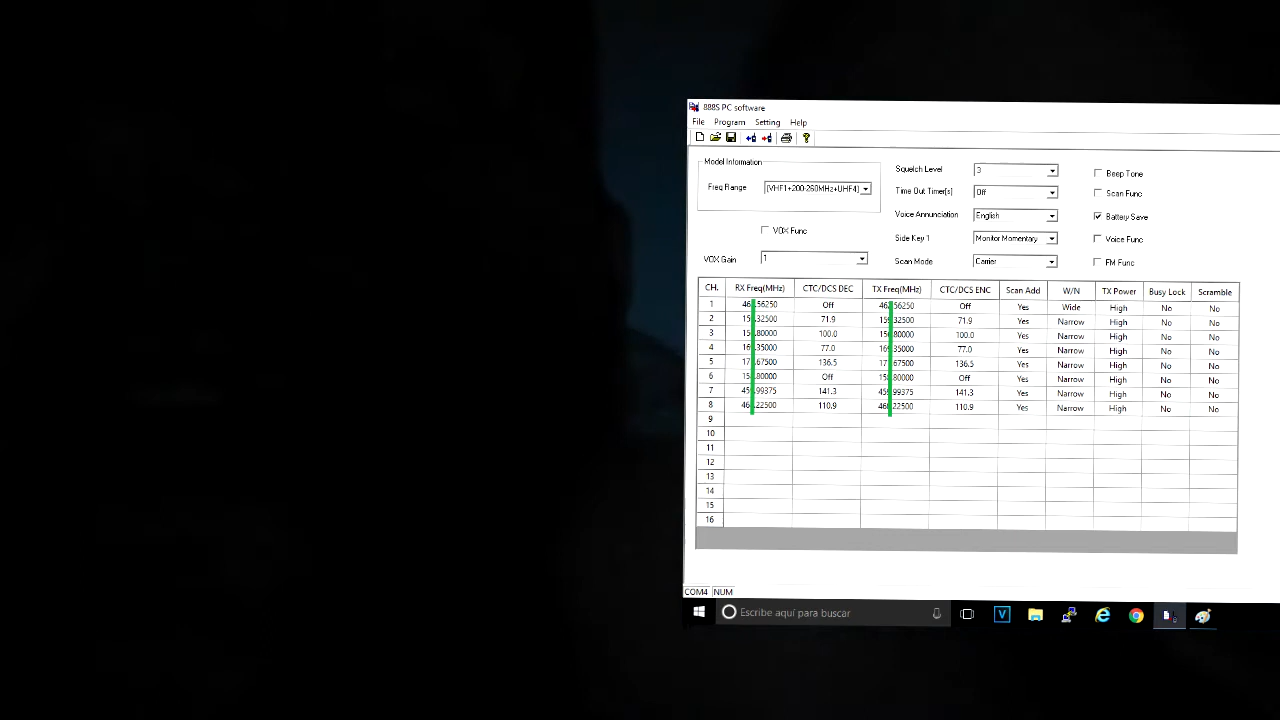 888S PC software
File Program Setting Help
Model Information
Freq Range [VHF1+200-260MHz+UHF4]
VOX Func
VOX Gain 1
Squelch Level 3
Time Out Timer[s] Off
Voice Annunciation English
Side Key 1 Monitor Momentary
Scan Mode Carrier
Beep Tone
Scan Func
Battery Save
Voice Func
FM Func
CH. RX Freq(MHz) CTC/DCS DEC TX Freq(MHz) CTC/DCS ENC Scan Add W/N TX Power Busy Lock Scramble
1 Off Off Yes Wide High No No
2 71.9 71.9 Yes Narrow High No No
3 100.0 100.0 Yes Narrow High No No
4 77.0 77.0 Yes Narrow High No No
5 136.5 136.5 Yes Narrow High No No
6 Off Off Yes Narrow High No No
7 141.3 141.3 Yes Narrow High No No
8 110.9 110.9 Yes Narrow High No No
9
10
11
12
13
14
15
16
COM4 NUM
Escribe aquí para buscar